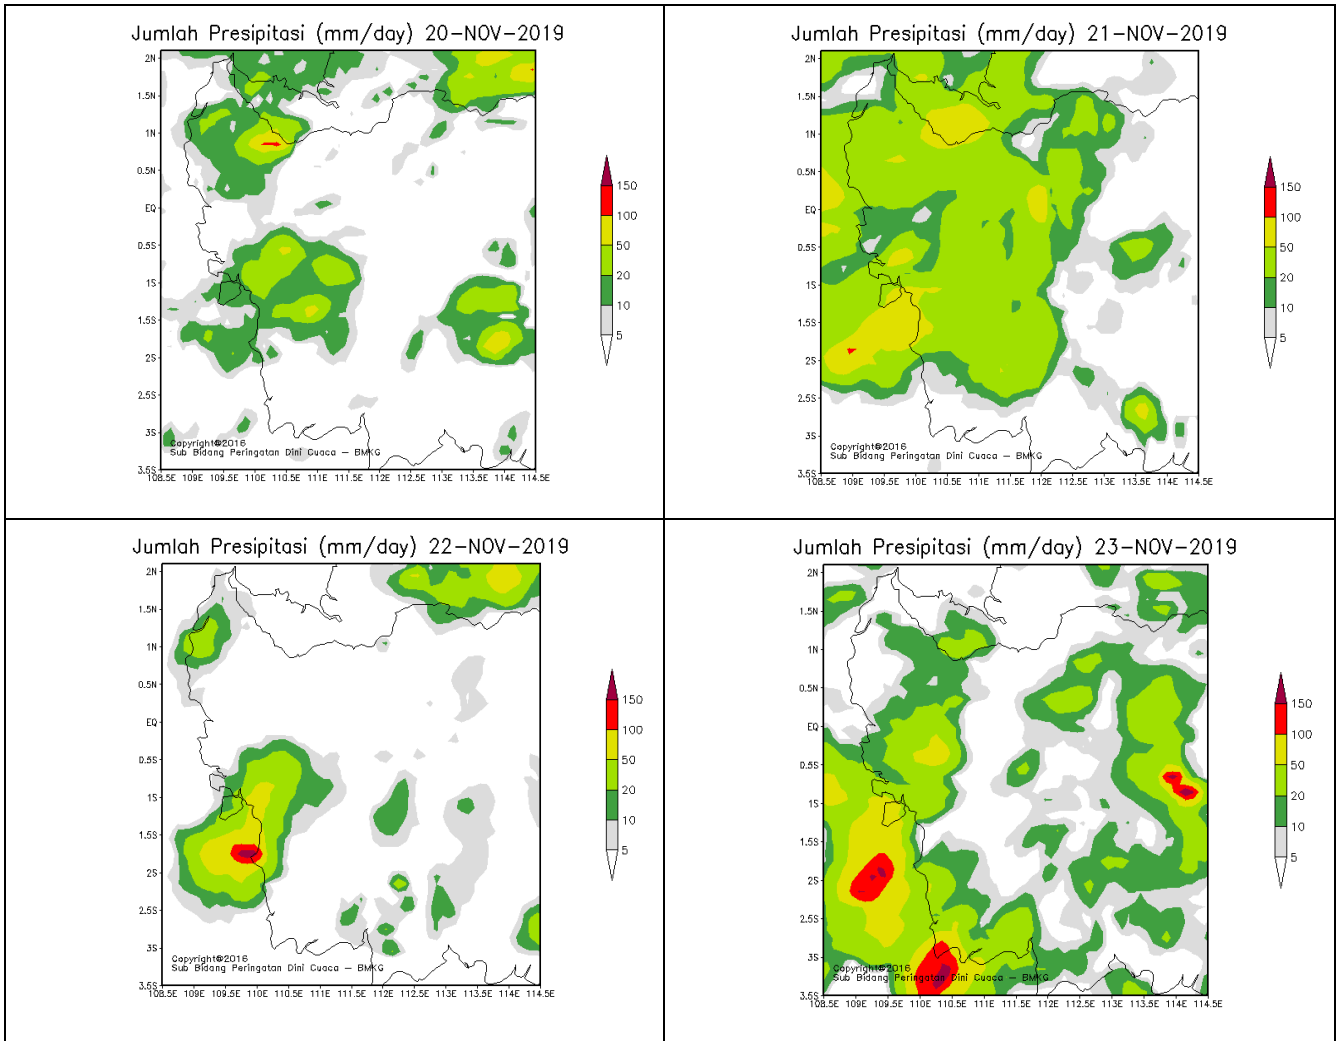 Jumlah Presipitasi (mm/day) 20-NOV-2019
2N
1.5N
1N
0.5N
EQ
0.5S
1S
1.5S
2S
2.5S
3S
3.5S
Copyright©2016
Sub Bidang Peringatan Dini Cuaca – BMKG
108.5E 109E 109.5E 110E 110.5E 111E 111.5E 112E 112.5E 113E 113.5E 114E 114.5E
150
100
50
20
10
5
Jumlah Presipitasi (mm/day) 21-NOV-2019
2N
1.5N
1N
0.5N
EQ
0.5S
1S
1.5S
2S
2.5S
3S
3.5S
Copyright©2016
Sub Bidang Peringatan Dini Cuaca – BMKG
108.5E 109E 109.5E 110E 110.5E 111E 111.5E 112E 112.5E 113E 113.5E 114E 114.5E
150
100
50
20
10
5
Jumlah Presipitasi (mm/day) 22-NOV-2019
2N
1.5N
1N
0.5N
EQ
0.5S
1S
1.5S
2S
2.5S
3S
3.5S
Copyright©2016
Sub Bidang Peringatan Dini Cuaca – BMKG
108.5E 109E 109.5E 110E 110.5E 111E 111.5E 112E 112.5E 113E 113.5E 114E 114.5E
150
100
50
20
10
5
Jumlah Presipitasi (mm/day) 23-NOV-2019
2N
1.5N
1N
0.5N
EQ
0.5S
1S
1.5S
2S
2.5S
3S
3.5S
Copyright©2016
Sub Bidang Peringatan Dini Cuaca – BMKG
108.5E 109E 109.5E 110E 110.5E 111E 111.5E 112E 112.5E 113E 113.5E 114E 114.5E
150
100
50
20
10
5